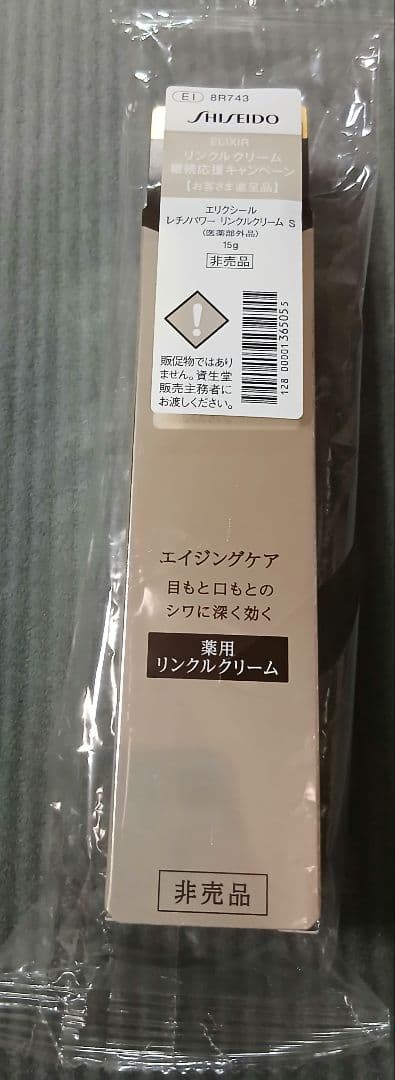 EI 8R743
SHISEIDO
ELIXIR
リンクルクリーム
継続応援キャンペーン
【お客さま進呈品】
エリクシール
レチノパワー リンクルクリーム S
(医薬部外品)
15g
非売品
!
販促物ではあり
ません。資生堂
販売主務者に
お渡しください。
128 00001 365055
エイジングケア
目もと口もとの
シワに深く効く
薬用
リンクルクリーム
非売品